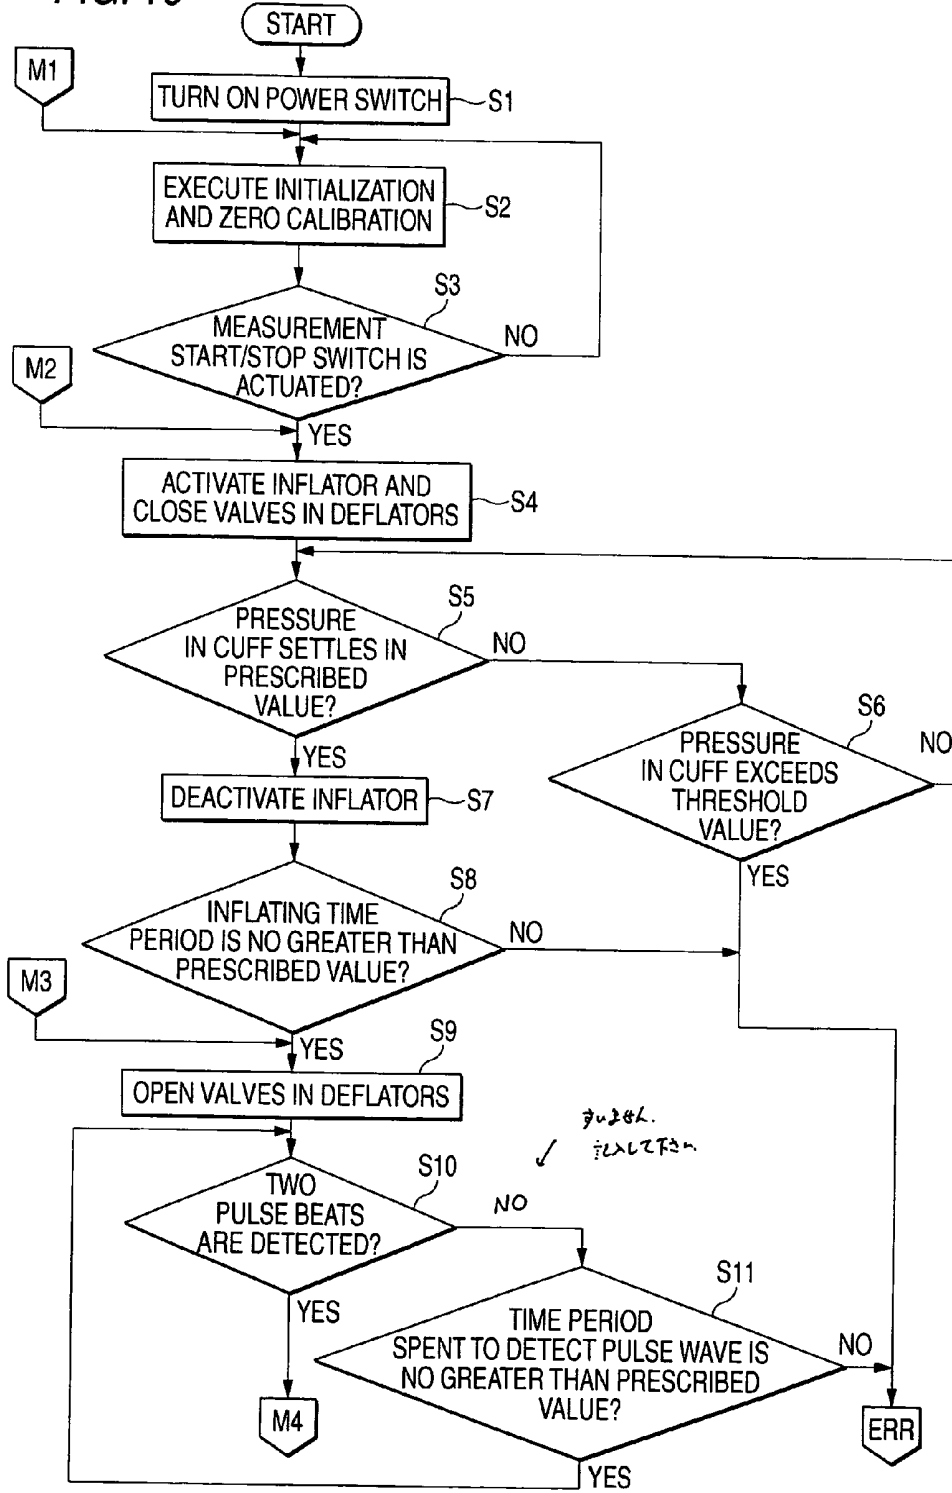 START
M1
TURN ON POWER SWITCH
S1
EXECUTE INITIALIZATION
AND ZERO CALIBRATION
S2
S3
MEASUREMENT
START/STOP SWITCH IS
ACTUATED?
NO
M2
YES
ACTIVATE INFLATOR AND
CLOSE VALVES IN DEFLATORS
S4
S5
PRESSURE
IN CUFF SETTLES IN
PRESCRIBED
VALUE?
NO
S6
PRESSURE
IN CUFF EXCEEDS
THRESHOLD
VALUE?
NO
YES
YES
DEACTIVATE INFLATOR
S7
S8
INFLATING TIME
PERIOD IS NO GREATER THAN
PRESCRIBED VALUE?
NO
M3
YES
S9
OPEN VALVES IN DEFLATORS
すいません.
記入して下さい
S10
TWO
PULSE BEATS
ARE DETECTED?
NO
YES
S11
TIME PERIOD
SPENT TO DETECT PULSE WAVE IS
NO GREATER THAN PRESCRIBED
VALUE?
NO
M4
ERR
YES